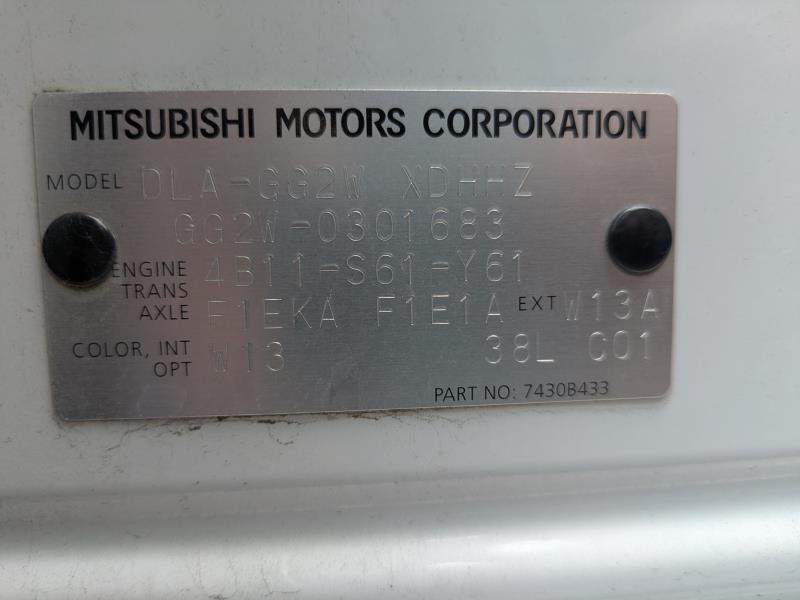 MITSUBISHI MOTORS CORPORATION
MODEL DLA-GG2W XDHHZ
GG2W-0301683
ENGINE 4B11-S61-Y61
TRANS
AXLE F1EKA F1E1A EXT W13A
COLOR, INT W13 38L C01
OPT
PART NO: 7430B433